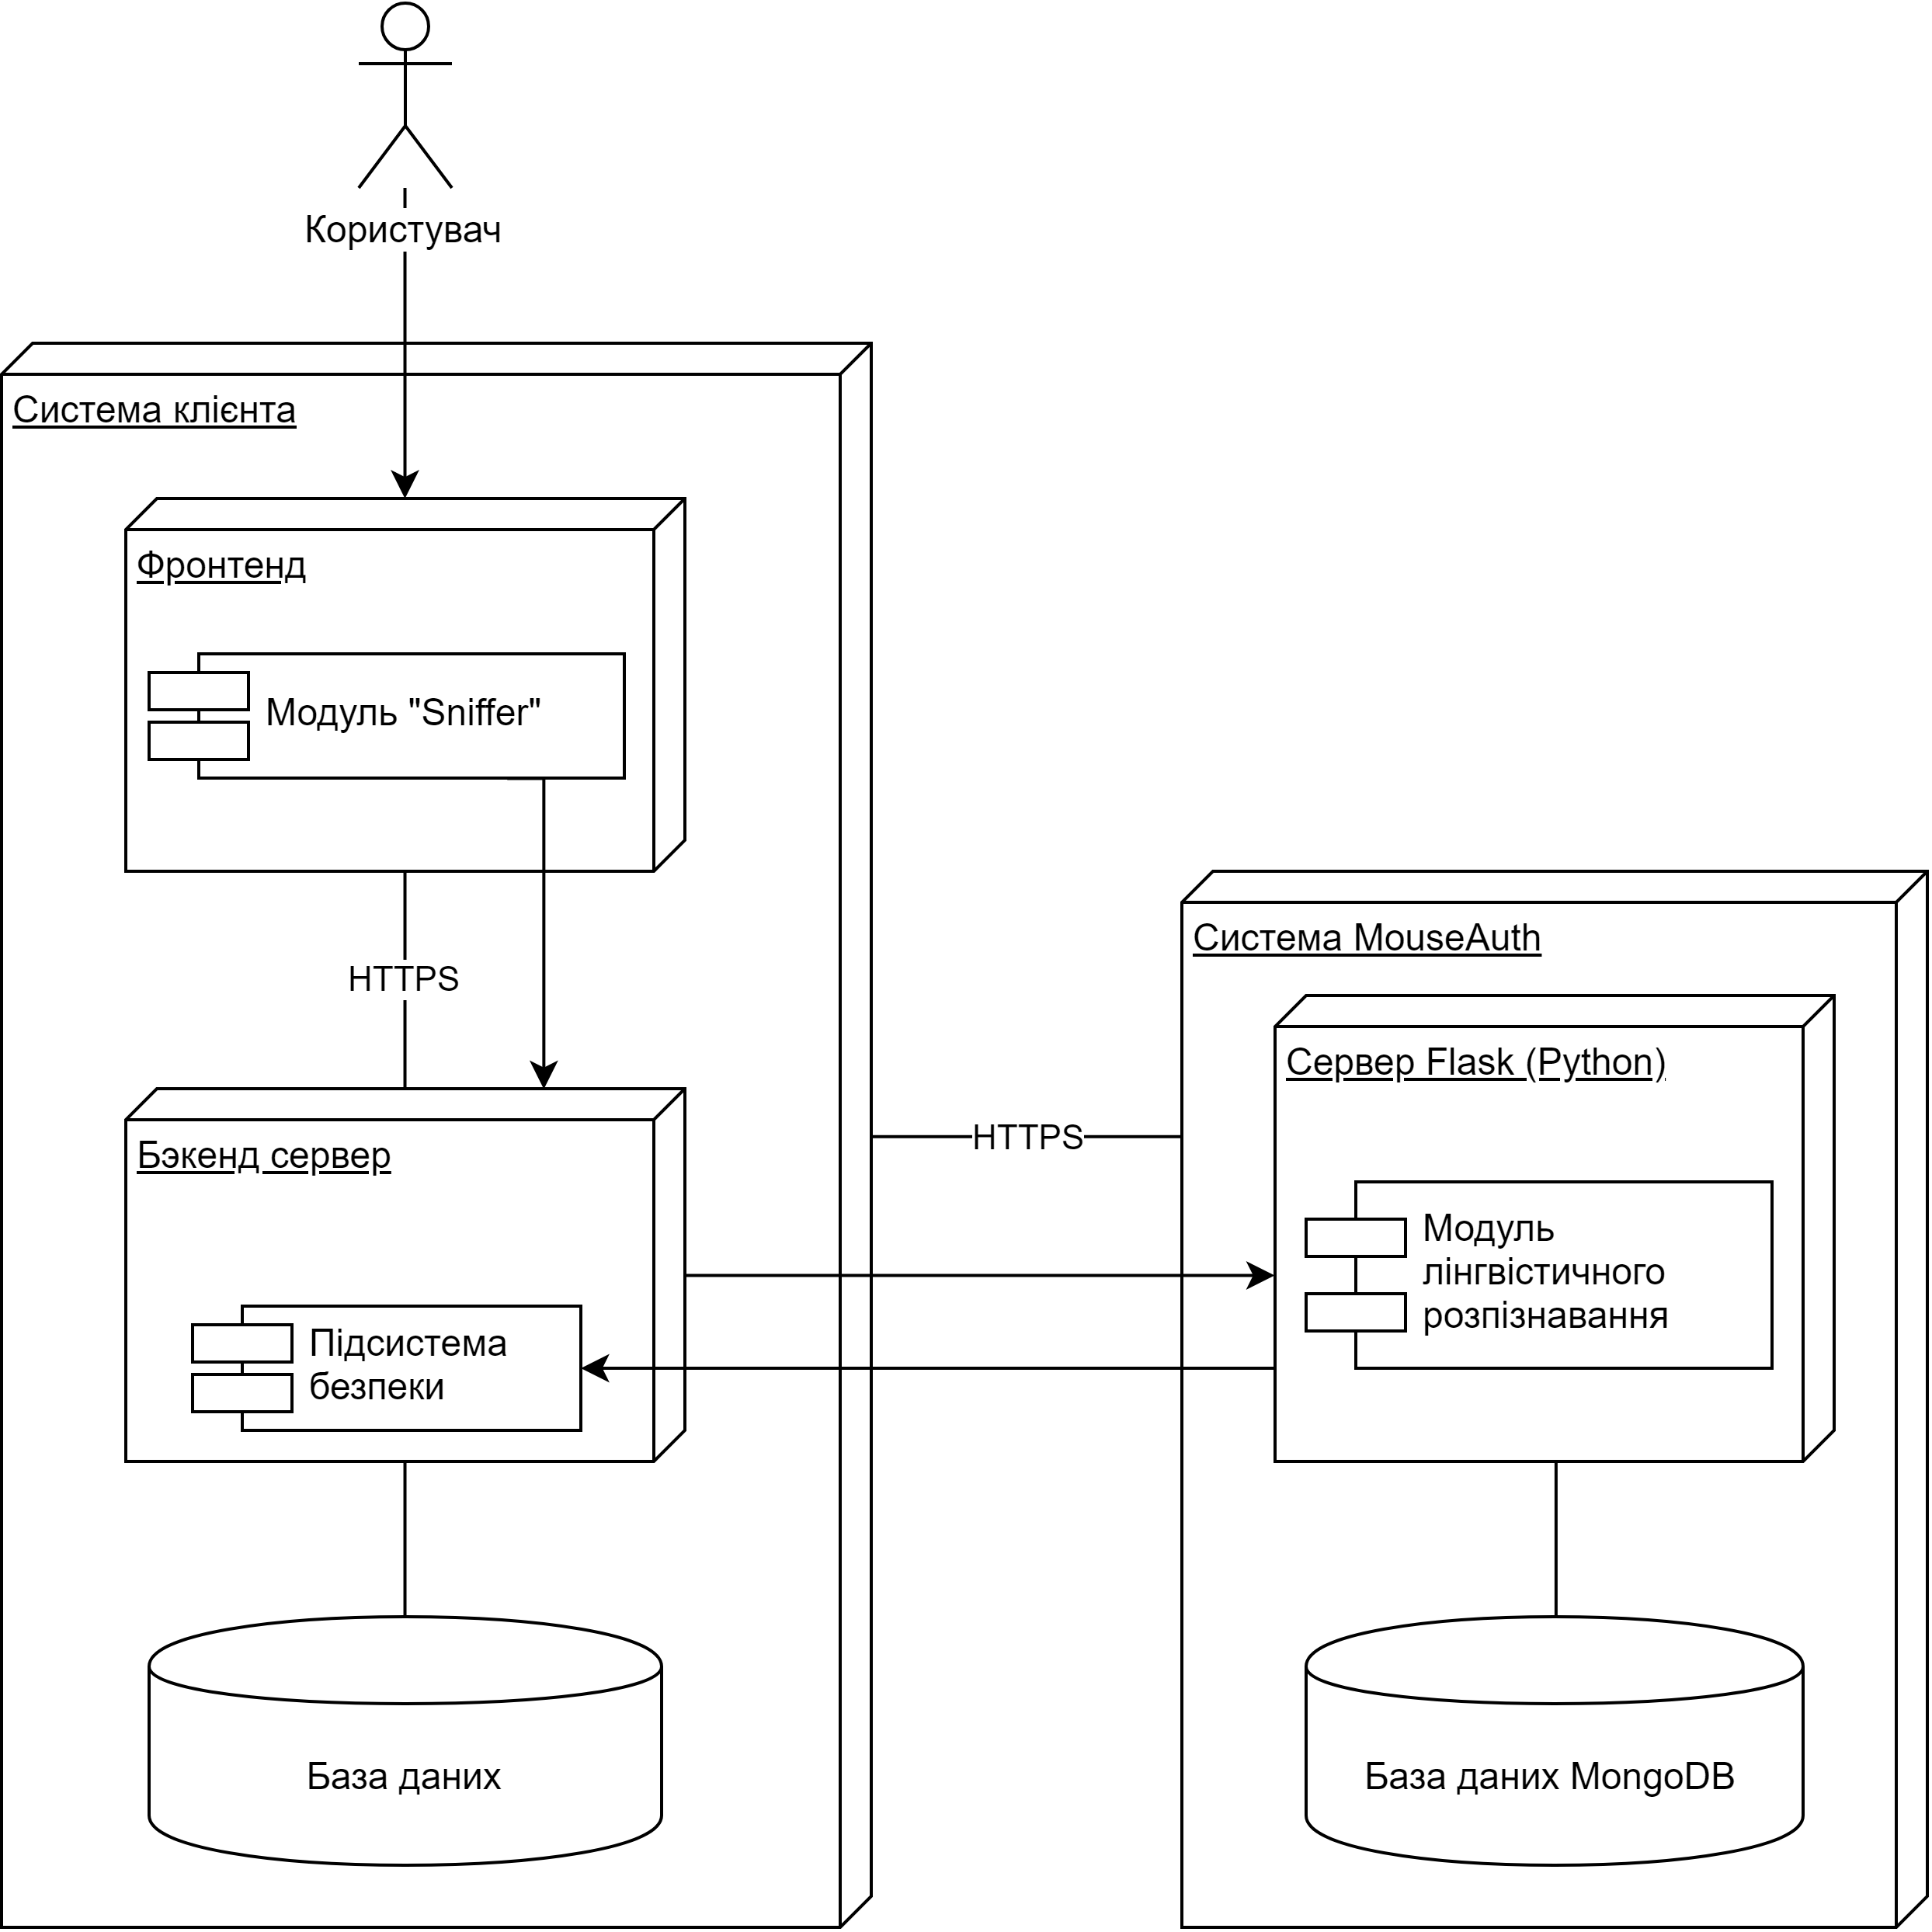 Користувач
Система клієнта
Фронтенд
Модуль "Sniffer"
HTTPS
Бэкенд сервер
Підсистема
безпеки
База даних
HTTPS
Система MouseAuth
Сервер Flask (Python)
Модуль
лінгвістичного
розпізнавання
База даних MongoDB